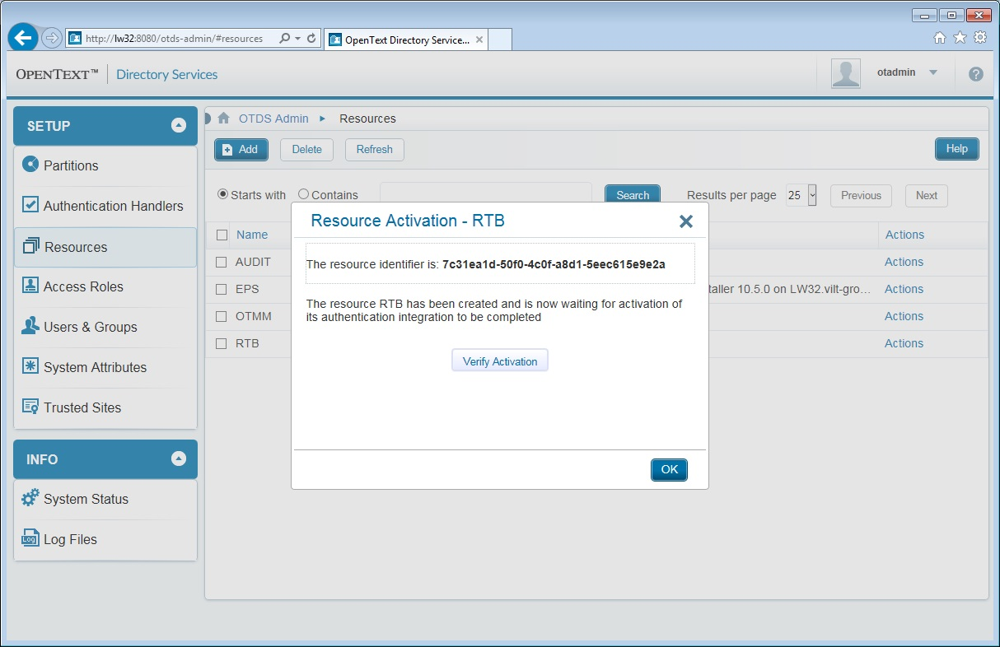 http://lw32:8080/otds-admin/#resources
OpenText Directory Service...
OPENTEXT™ Directory Services
otadmin
SETUP
Partitions
Authentication Handlers
Resources
Access Roles
Users & Groups
System Attributes
Trusted Sites
INFO
System Status
Log Files
OTDS Admin Resources
Add Delete Refresh Help
Starts with Contains Search Results per page 25 Previous Next
Name Actions
AUDIT Actions
EPS taller 10.5.0 on LW32.vilt-gro... Actions
OTMM Actions
RTB Actions
Resource Activation - RTB
The resource identifier is: 7c31ea1d-50f0-4c0f-a8d1-5eec615e9e2a
The resource RTB has been created and is now waiting for activation of
its authentication integration to be completed
Verify Activation
OK